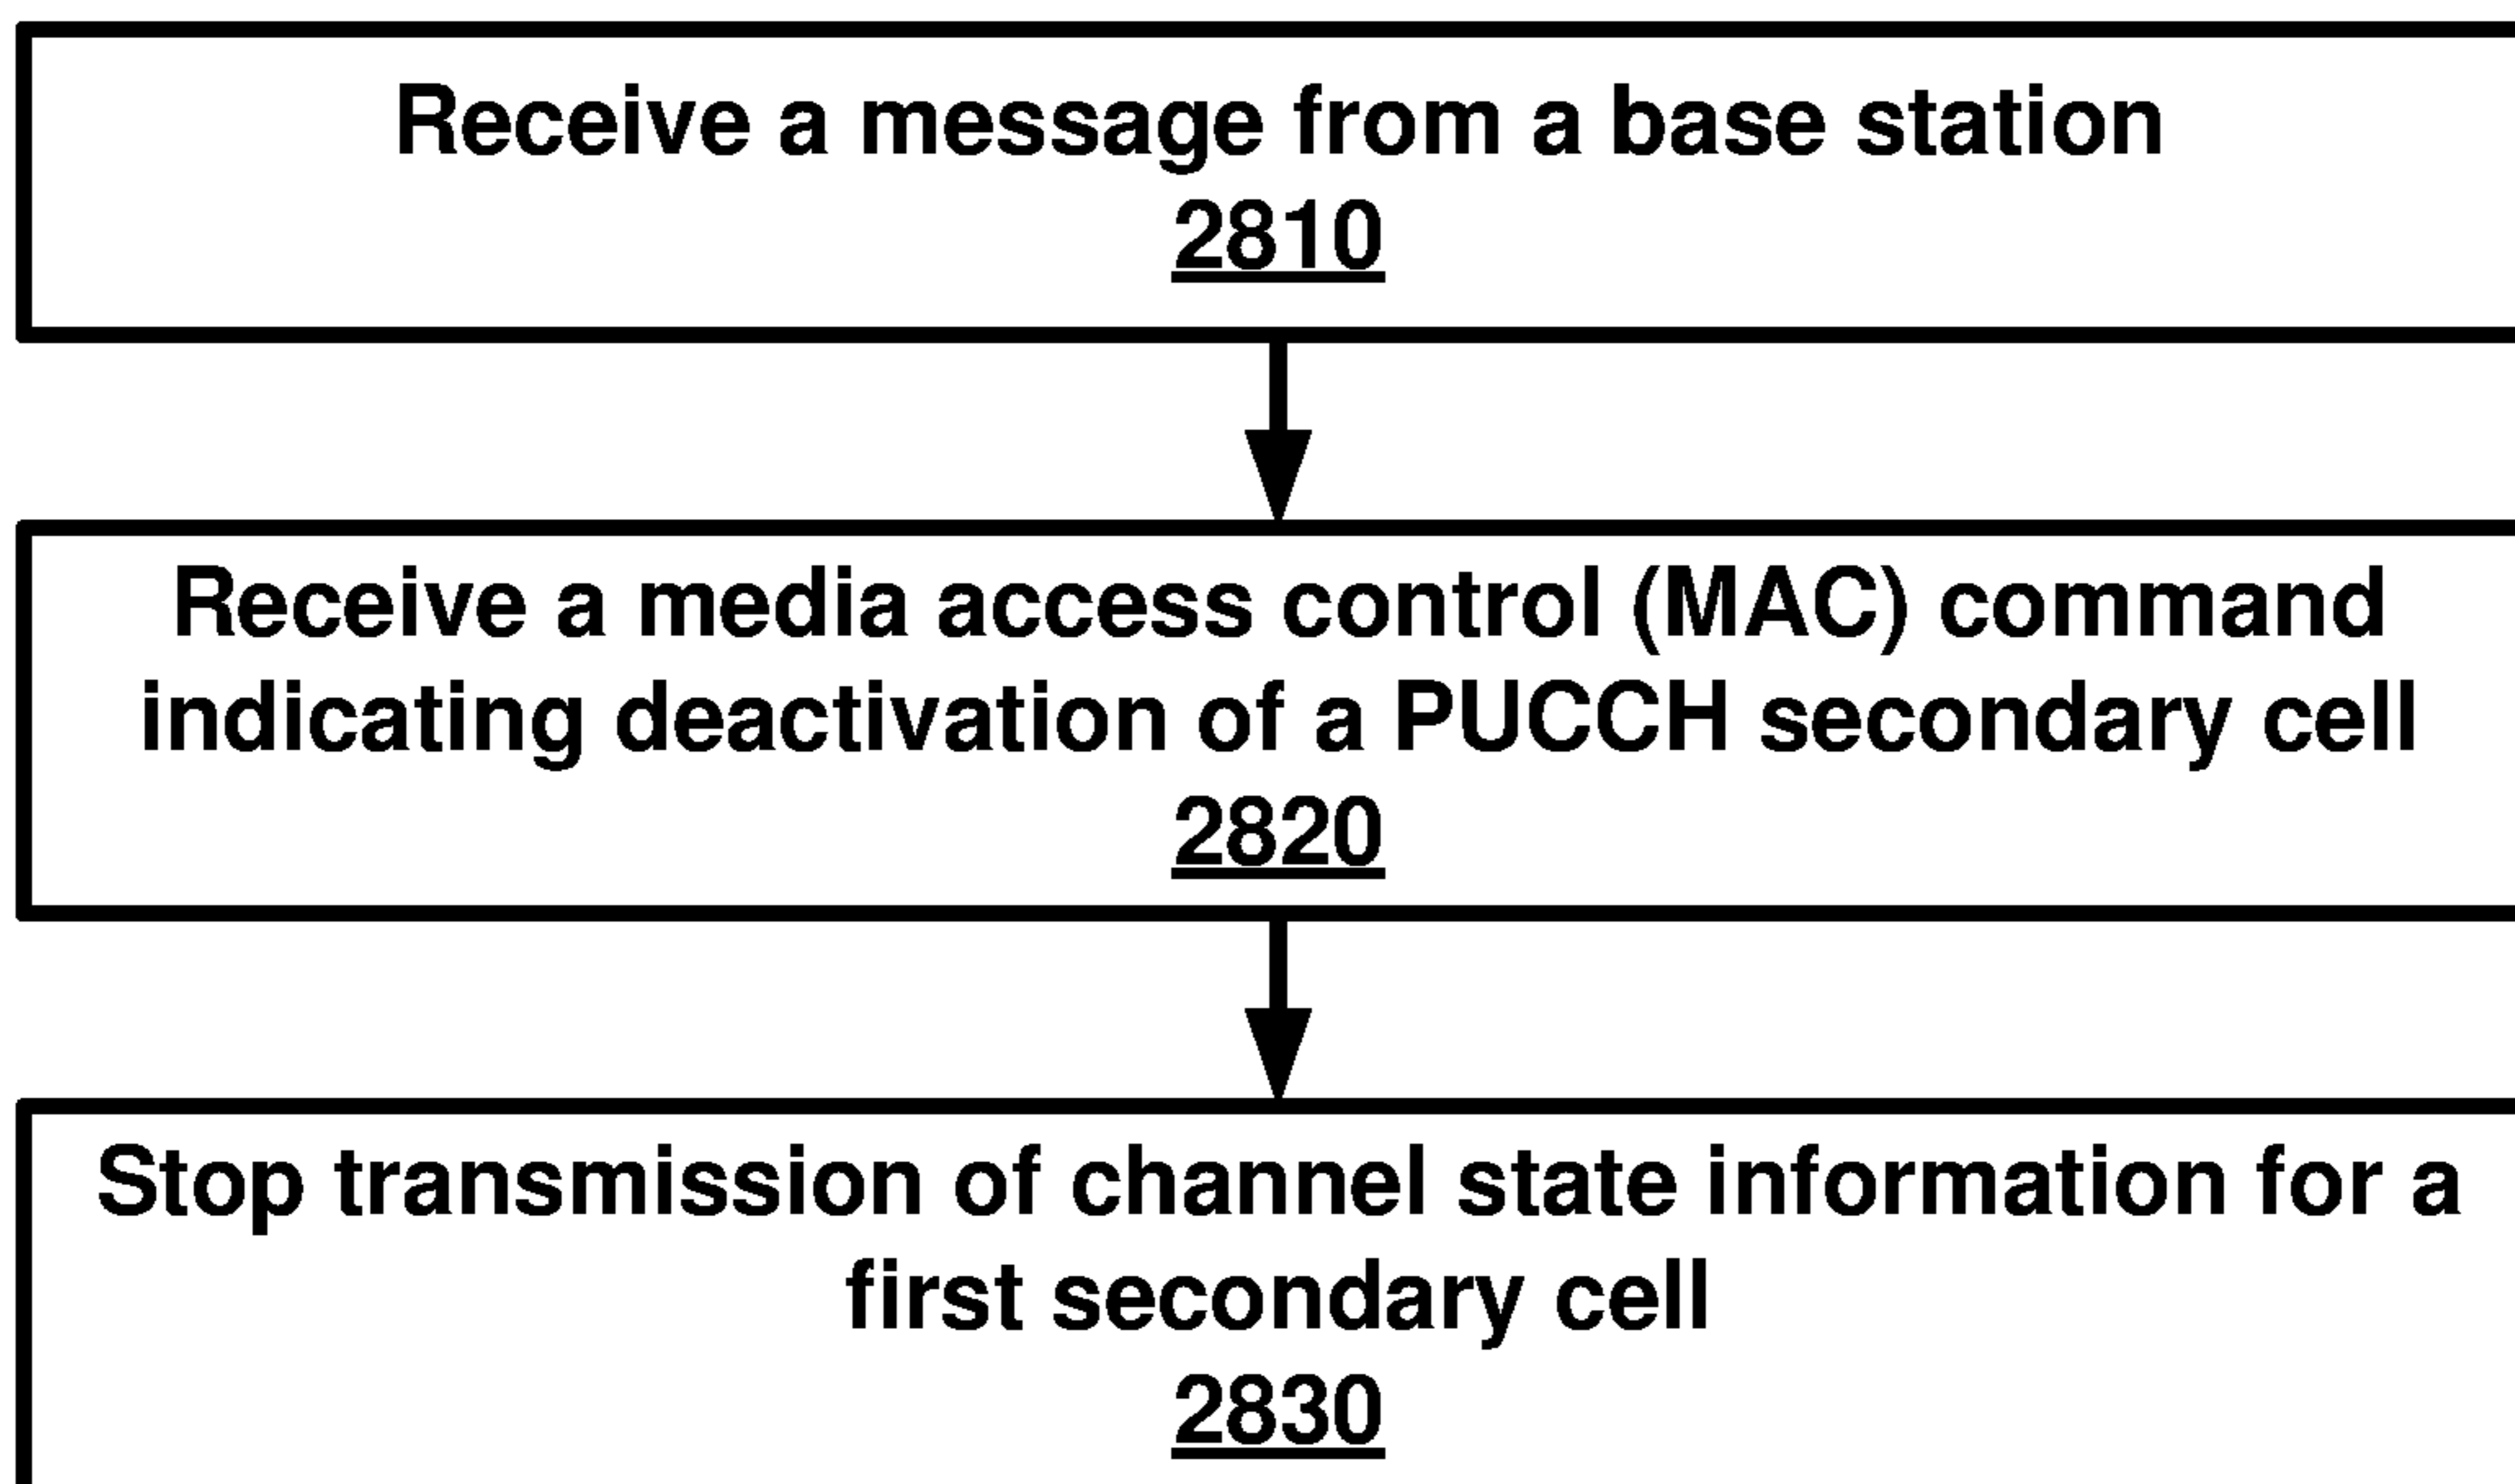 Receive a message from a base station
2810
Receive a media access control (MAC) command
indicating deactivation of a PUCCH secondary cell
2820
Stop transmission of channel state information for a
first secondary cell
2830